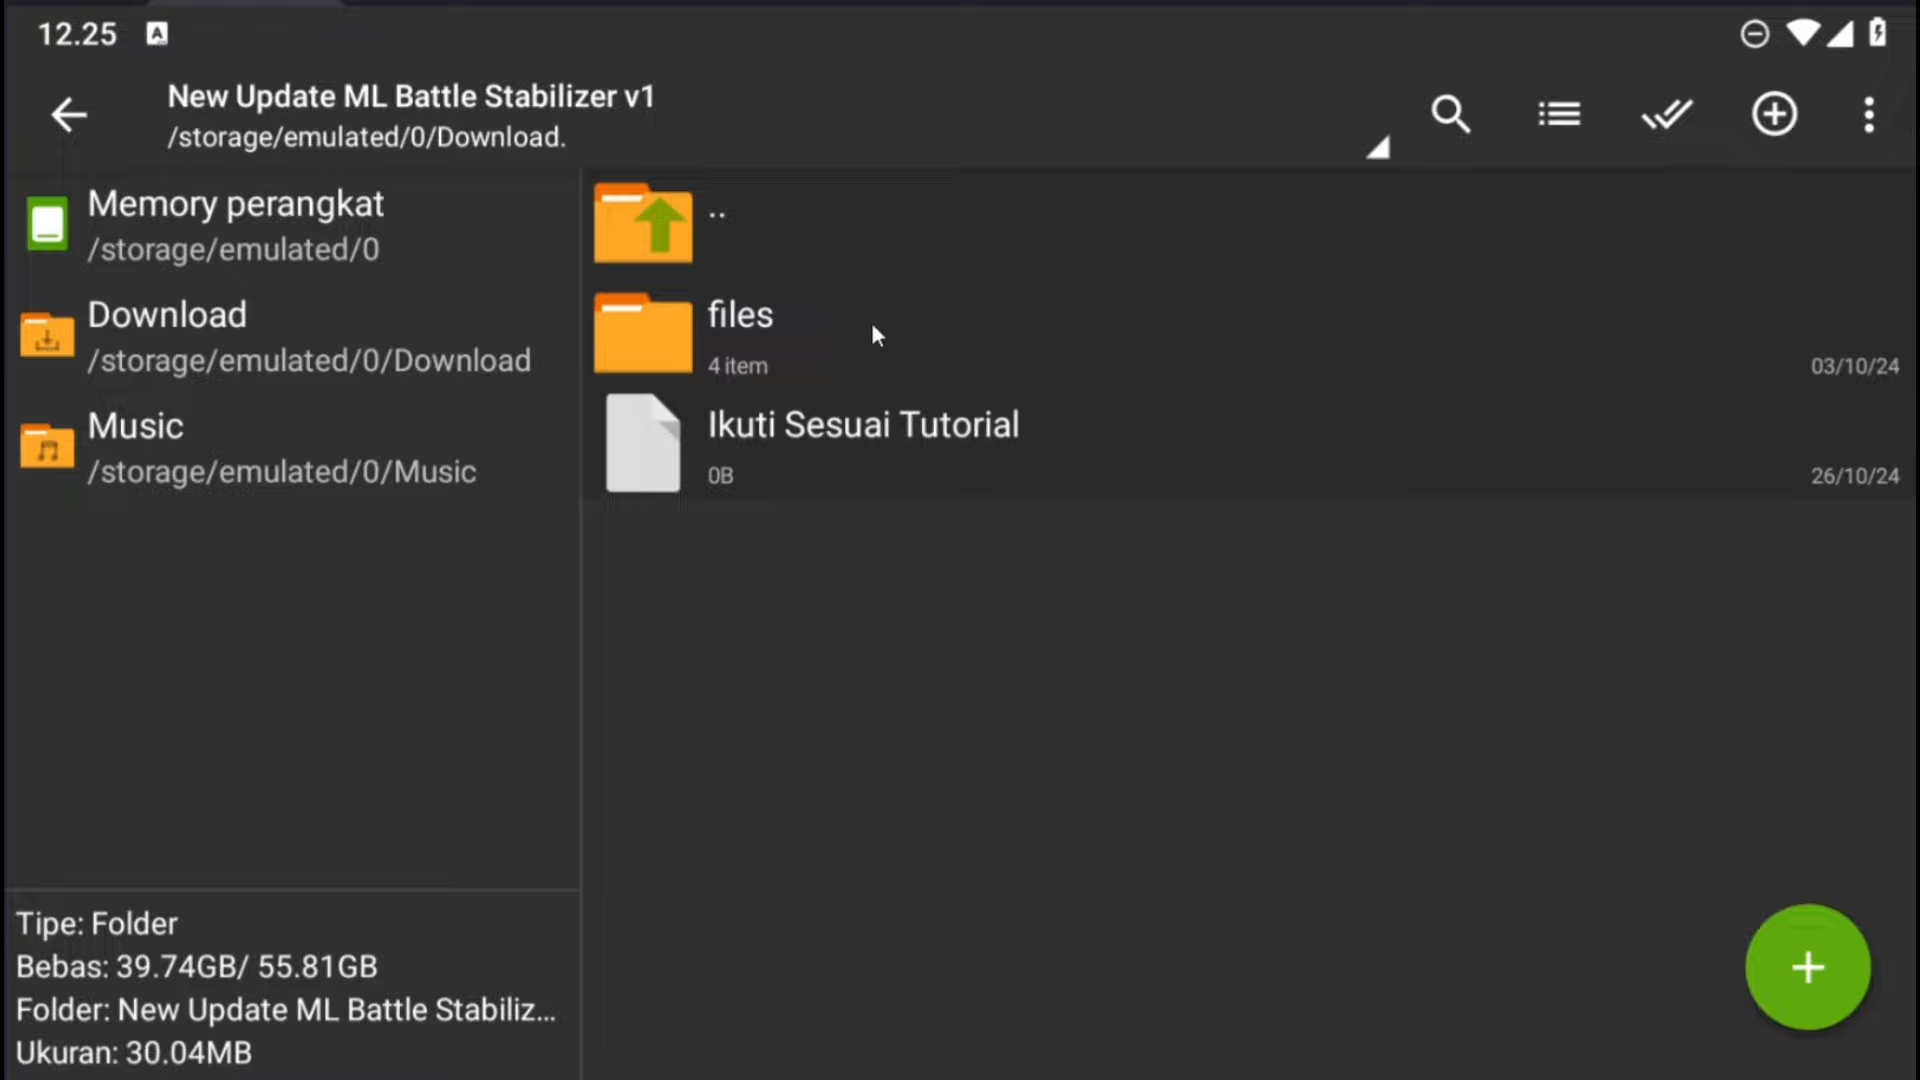 12.25
New Update ML Battle Stabilizer v1
/storage/emulated/0/Download.
Memory perangkat
/storage/emulated/0
Download
/storage/emulated/0/Download
Music
/storage/emulated/0/Music
..
files
4 item
03/10/24
Ikuti Sesuai Tutorial
0B
26/10/24
Tipe: Folder
Bebas: 39.74GB/ 55.81GB
Folder: New Update ML Battle Stabiliz...
Ukuran: 30.04MB